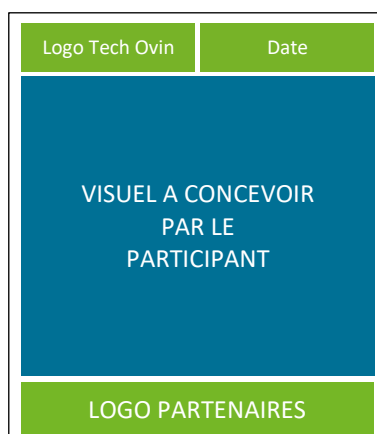 Logo Tech Ovin
Date
VISUEL A CONCEVOIR
PAR LE
PARTICIPANT
LOGO PARTENAIRES